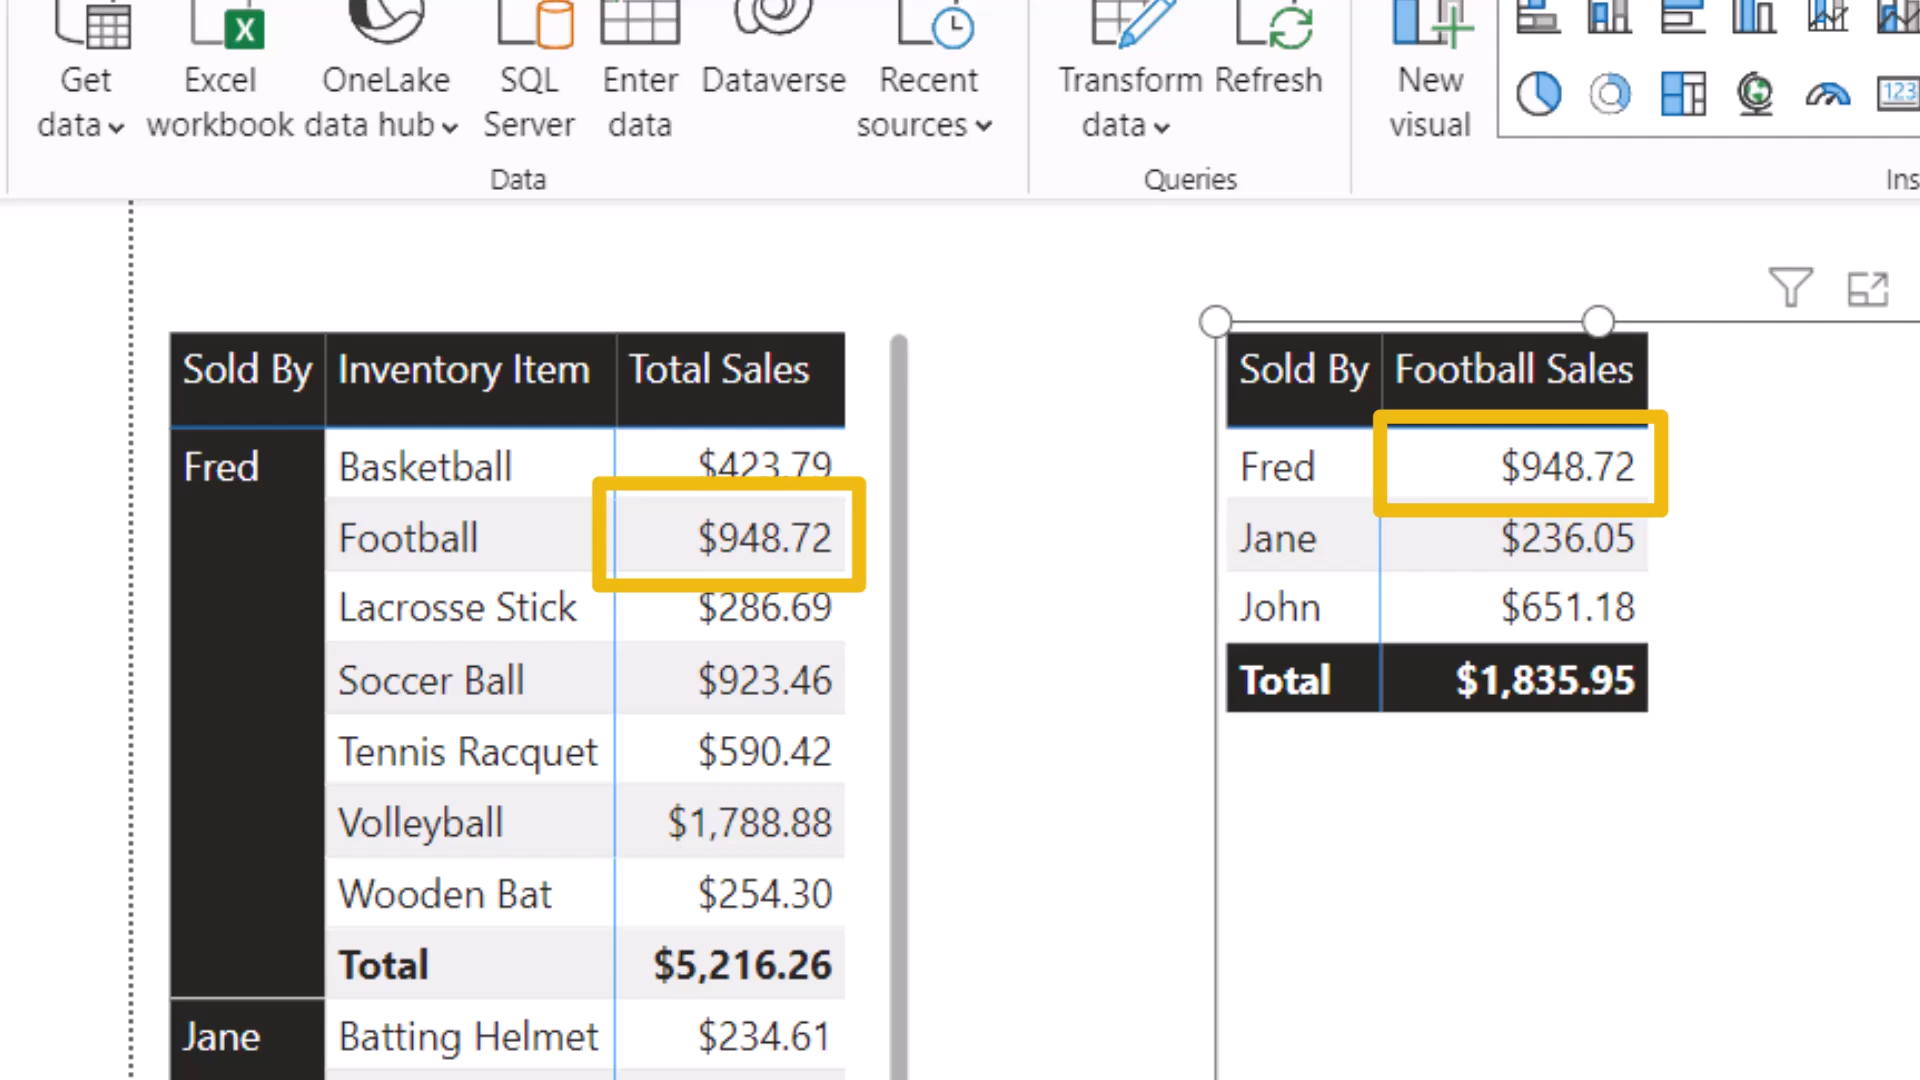 Get data
Excel workbook
OneLake data hub
SQL Server
Enter data
Dataverse
Recent sources
Transform data
Refresh
New visual
123
Data
Queries
Ins
Sold By Inventory Item Total Sales
Fred Basketball $423.79
Football $948.72
Lacrosse Stick $286.69
Soccer Ball $923.46
Tennis Racquet $590.42
Volleyball $1,788.88
Wooden Bat $254.30
Total $5,216.26
Jane Batting Helmet $234.61
Sold By Football Sales
Fred $948.72
Jane $236.05
John $651.18
Total $1,835.95